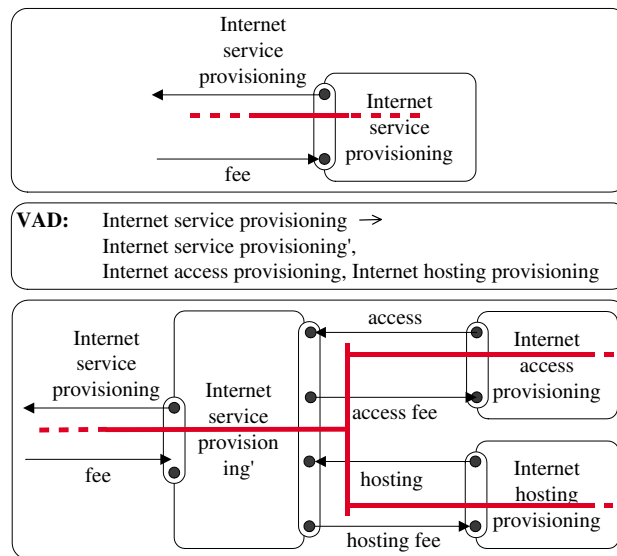 Internet
service
provisioning
Internet
service
provisioning
fee
VAD: Internet service provisioning →
Internet service provisioning',
Internet access provisioning, Internet hosting provisioning
Internet
service
provisioning
fee
Internet
service
provision
ing'
access
access fee
hosting
hosting fee
Internet
access
provisioning
Internet
hosting
provisioning